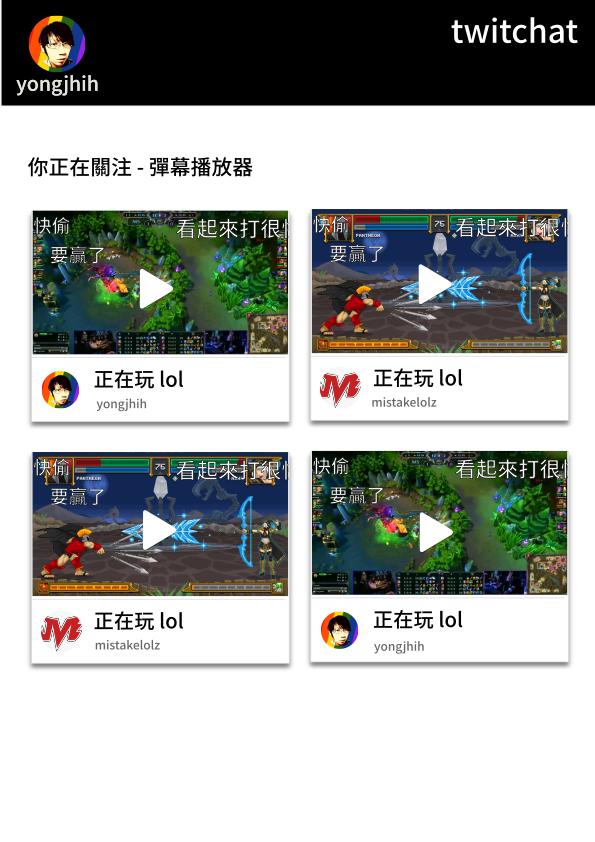 twitchat
yongjhih
你正在關注 - 彈幕播放器
快偷
看起來打很
要贏了
正在玩 lol
yongjhih
快偷
75
看起來打很
PANTHEON
要贏了
正在玩 lol
mistakelolz
快偷
75
看起來打很
PANTHEON
要贏了
正在玩 lol
mistakelolz
快偷
看起來打很
要贏了
正在玩 lol
yongjhih